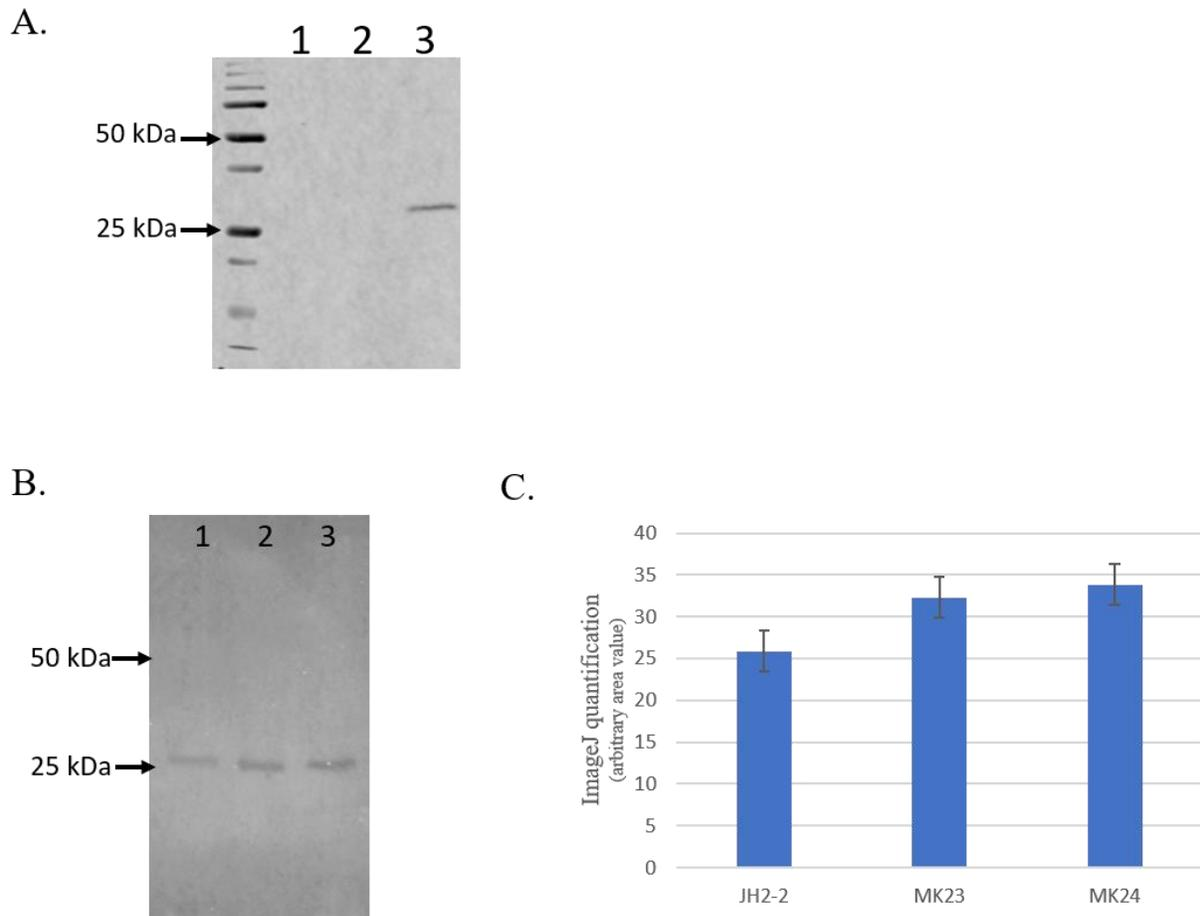 A.
1 2 3
50 kDa
25 kDa
B.
1 2 3
50 kDa
25 kDa
C.
40
35
30
25
20
15
10
5
0
ImageJ quantification
(arbitrary area value)
JH2-2 MK23 MK24